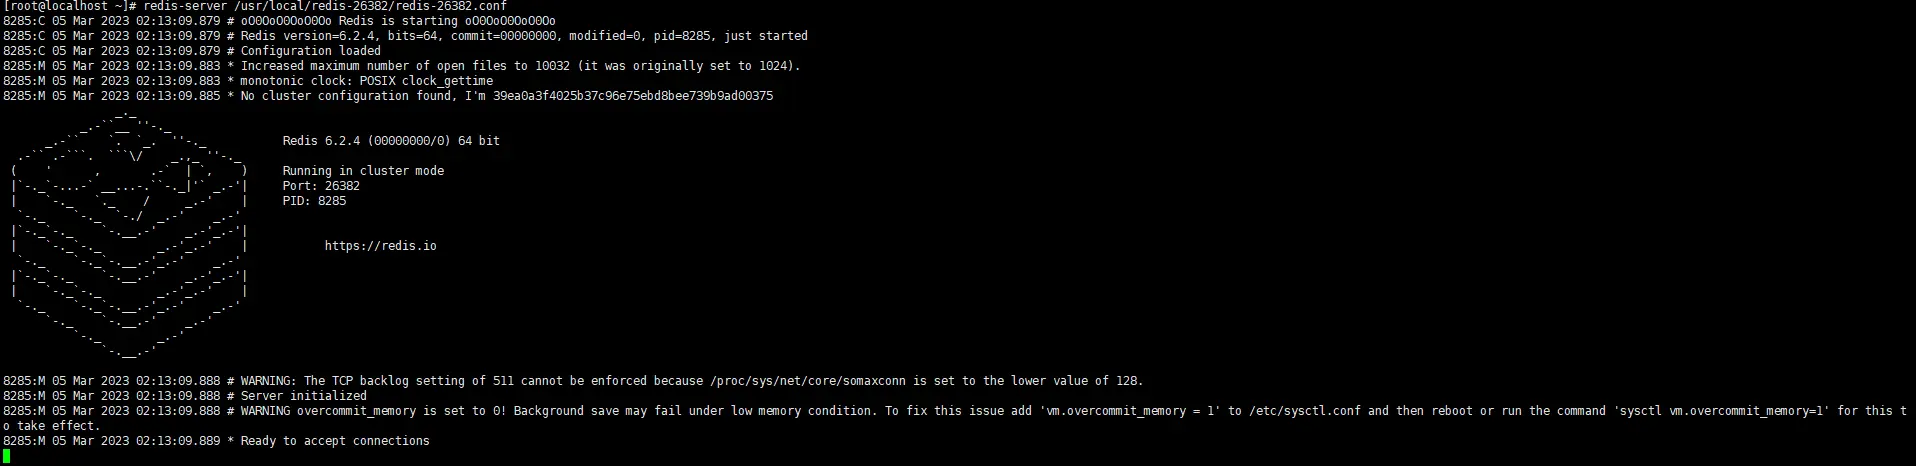 [root@localhost ~]# redis-server /usr/local/redis-26382/redis-26382.conf
8285:C 05 Mar 2023 02:13:09.879 # oO0OoO0OoO0Oo Redis is starting oO0OoO0OoO0Oo
8285:C 05 Mar 2023 02:13:09.879 # Redis version=6.2.4, bits=64, commit=00000000, modified=0, pid=8285, just started
8285:C 05 Mar 2023 02:13:09.879 # Configuration loaded
8285:M 05 Mar 2023 02:13:09.883 * Increased maximum number of open files to 10032 (it was originally set to 1024).
8285:M 05 Mar 2023 02:13:09.883 * monotonic clock: POSIX clock_gettime
8285:M 05 Mar 2023 02:13:09.885 * No cluster configuration found, I'm 39ea0a3f4025b37c96e75ebd8bee739b9ad00375
Redis 6.2.4 (00000000/0) 64 bit
Running in cluster mode
Port: 26382
PID: 8285
https://redis.io
8285:M 05 Mar 2023 02:13:09.888 # WARNING: The TCP backlog setting of 511 cannot be enforced because /proc/sys/net/core/somaxconn is set to the lower value of 128.
8285:M 05 Mar 2023 02:13:09.888 # Server initialized
8285:M 05 Mar 2023 02:13:09.888 # WARNING overcommit_memory is set to 0! Background save may fail under low memory condition. To fix this issue add 'vm.overcommit_memory = 1' to /etc/sysctl.conf and then reboot or run the command 'sysctl vm.overcommit_memory=1' for this t
o take effect.
8285:M 05 Mar 2023 02:13:09.889 * Ready to accept connections